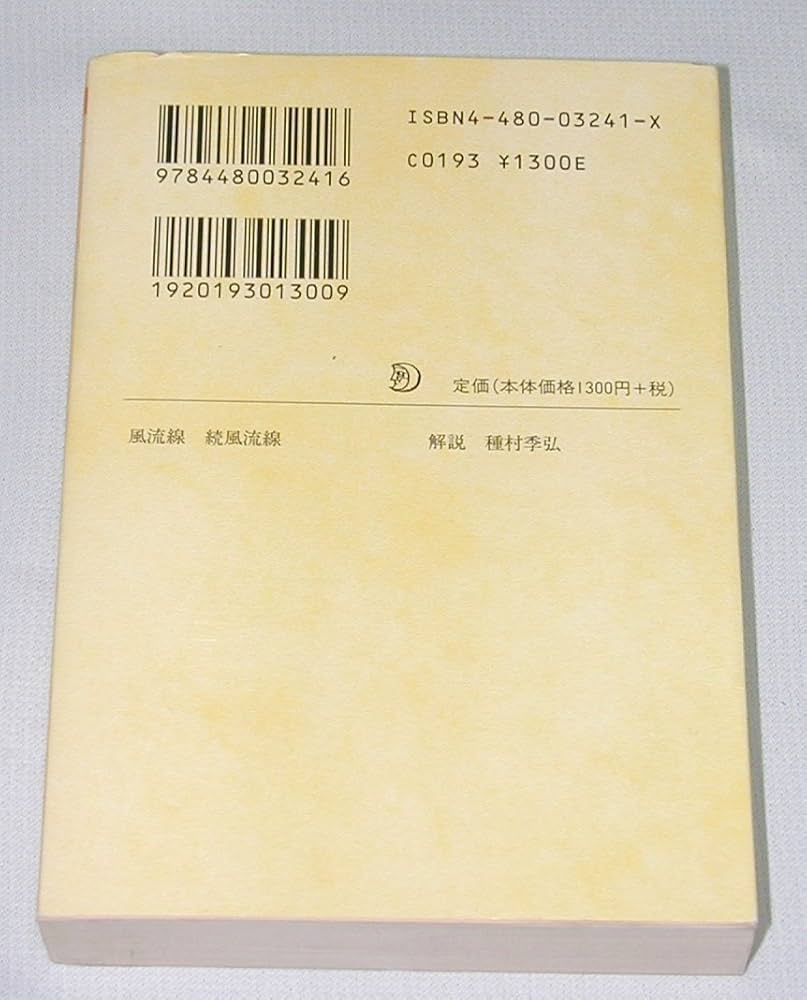 9784480032416
ISBN4-480-03241-X
C0193 ¥1300E
1920193013009
定価(本体価格1300円+税)
風流線 続風流線
解説 種村季弘